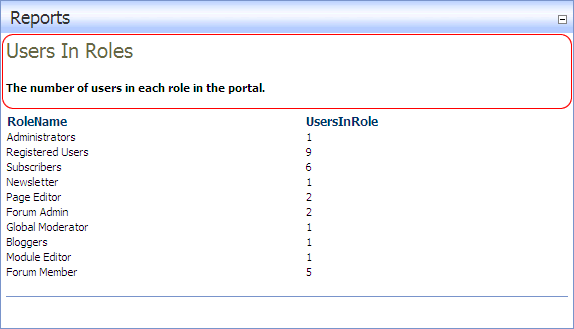 Reports
Users In Roles
The number of users in each role in the portal.
RoleName UsersInRole
Administrators 1
Registered Users 9
Subscribers 6
Newsletter 1
Page Editor 2
Forum Admin 2
Global Moderator 1
Bloggers 1
Module Editor 1
Forum Member 5